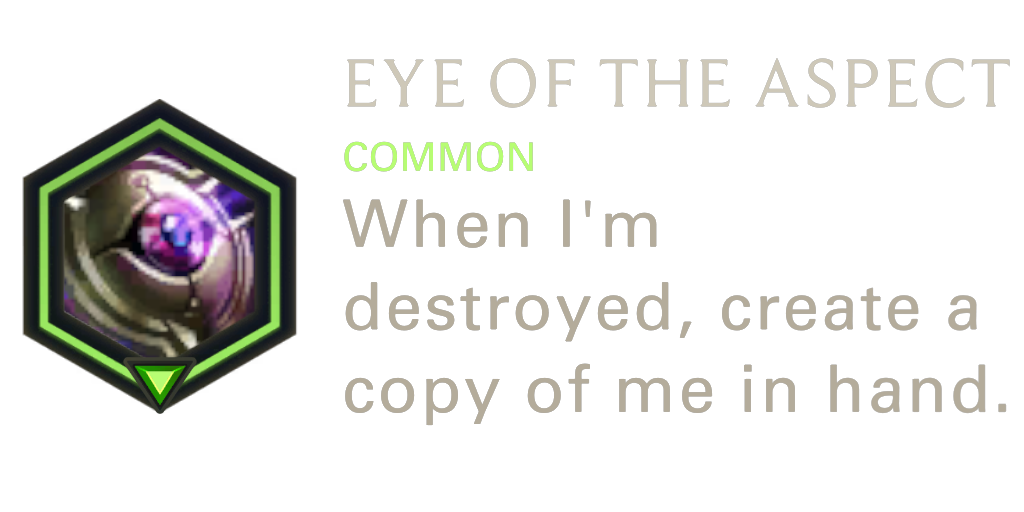 EYE OF THE ASPECT
COMMON
When I'm
destroyed, create a
copy of me in hand.